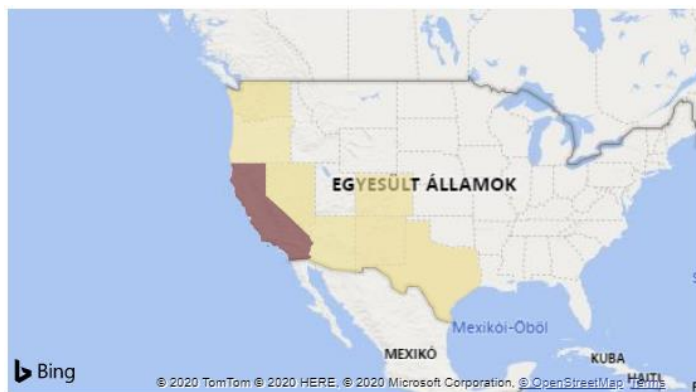 EGYESÜLT ÁLLAMOK
Mexikói-Öböl
MEXIKÓ
KUBA
HAITI
Bing
© 2020 TomTom © 2020 HERE, © 2020 Microsoft Corporation, © OpenStreetMap Terms